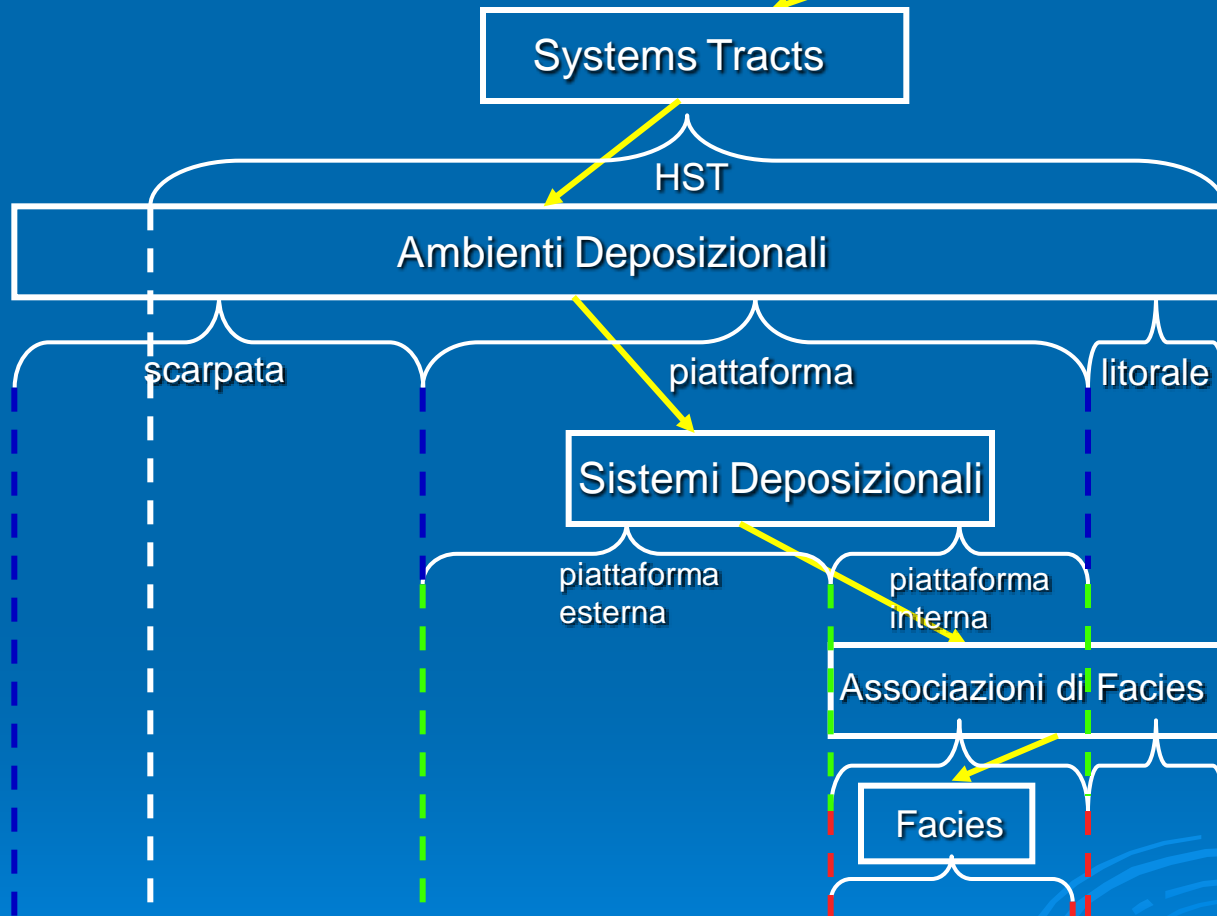 Systems Tracts
HST
Ambienti Deposizionali
scarpata
piattaforma
litorale
Sistemi Deposizionali
piattaforma
esterna
piattaforma
interna
Associazioni di Facies
Facies